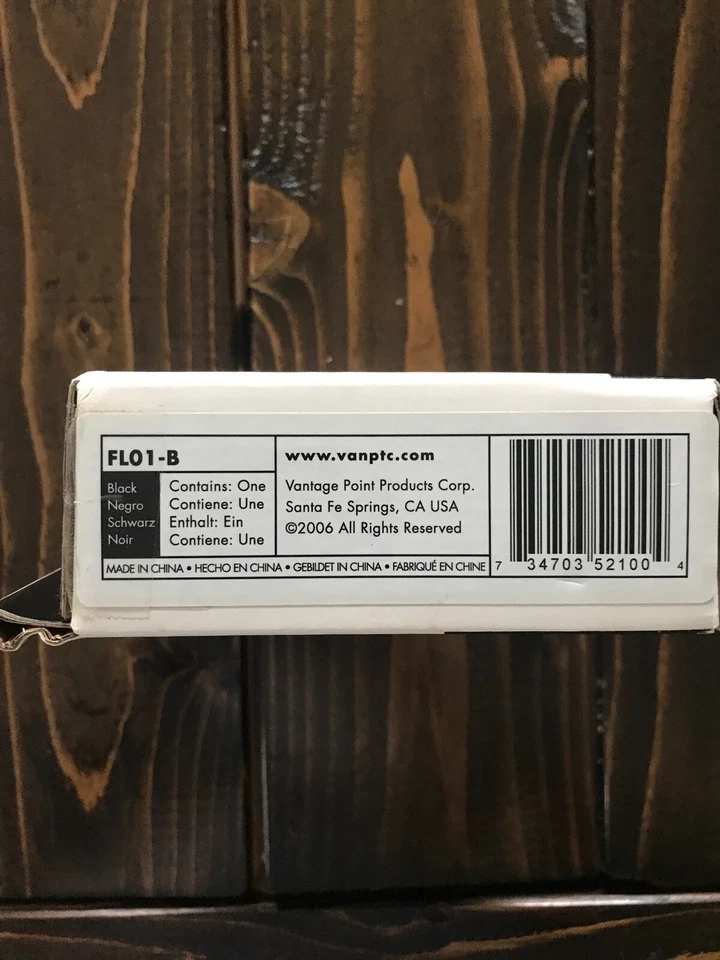 FL01-B
Black
Negro
Schwarz
Noir
Contains: One
Contiene: Une
Enthalt: Ein
Contiene: Une
www.vanptc.com
Vantage Point Products Corp.
Santa Fe Springs, CA USA
©2006 All Rights Reserved
MADE IN CHINA • HECHO EN CHINA • GEBILDET IN CHINA • FABRIQUÉ EN CHINE
7 34703 52100 4